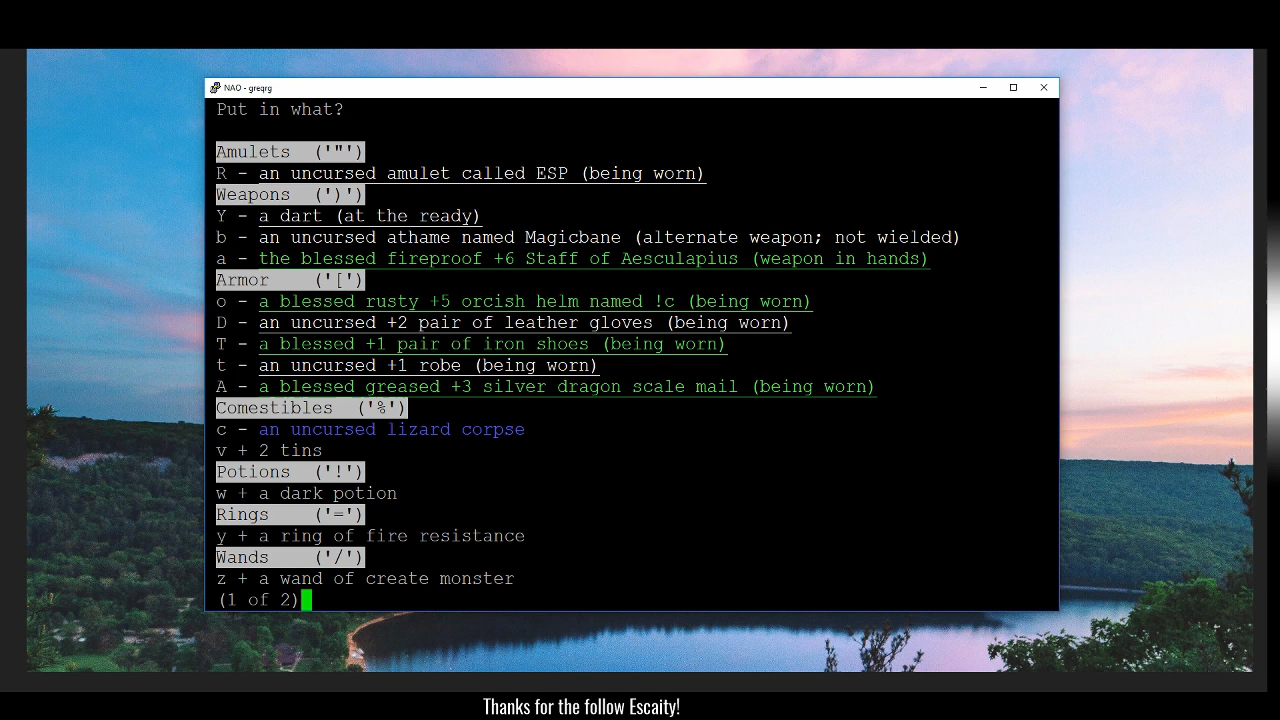 NAO - greqrg
Put in what?
Amulets ('"')
R - an uncursed amulet called ESP (being worn)
Weapons (')')
Y - a dart (at the ready)
b - an uncursed athame named Magicbane (alternate weapon; not wielded)
a - the blessed fireproof +6 Staff of Aesculapius (weapon in hands)
Armor ('[')
o - a blessed rusty +5 orcish helm named !c (being worn)
D - an uncursed +2 pair of leather gloves (being worn)
T - a blessed +1 pair of iron shoes (being worn)
t - an uncursed +1 robe (being worn)
A - a blessed greased +3 silver dragon scale mail (being worn)
Comestibles ('%')
c - an uncursed lizard corpse
v + 2 tins
Potions ('!')
w + a dark potion
Rings ('=')
y + a ring of fire resistance
Wands ('/')
z + a wand of create monster
(1 of 2)
Thanks for the follow Escaity!